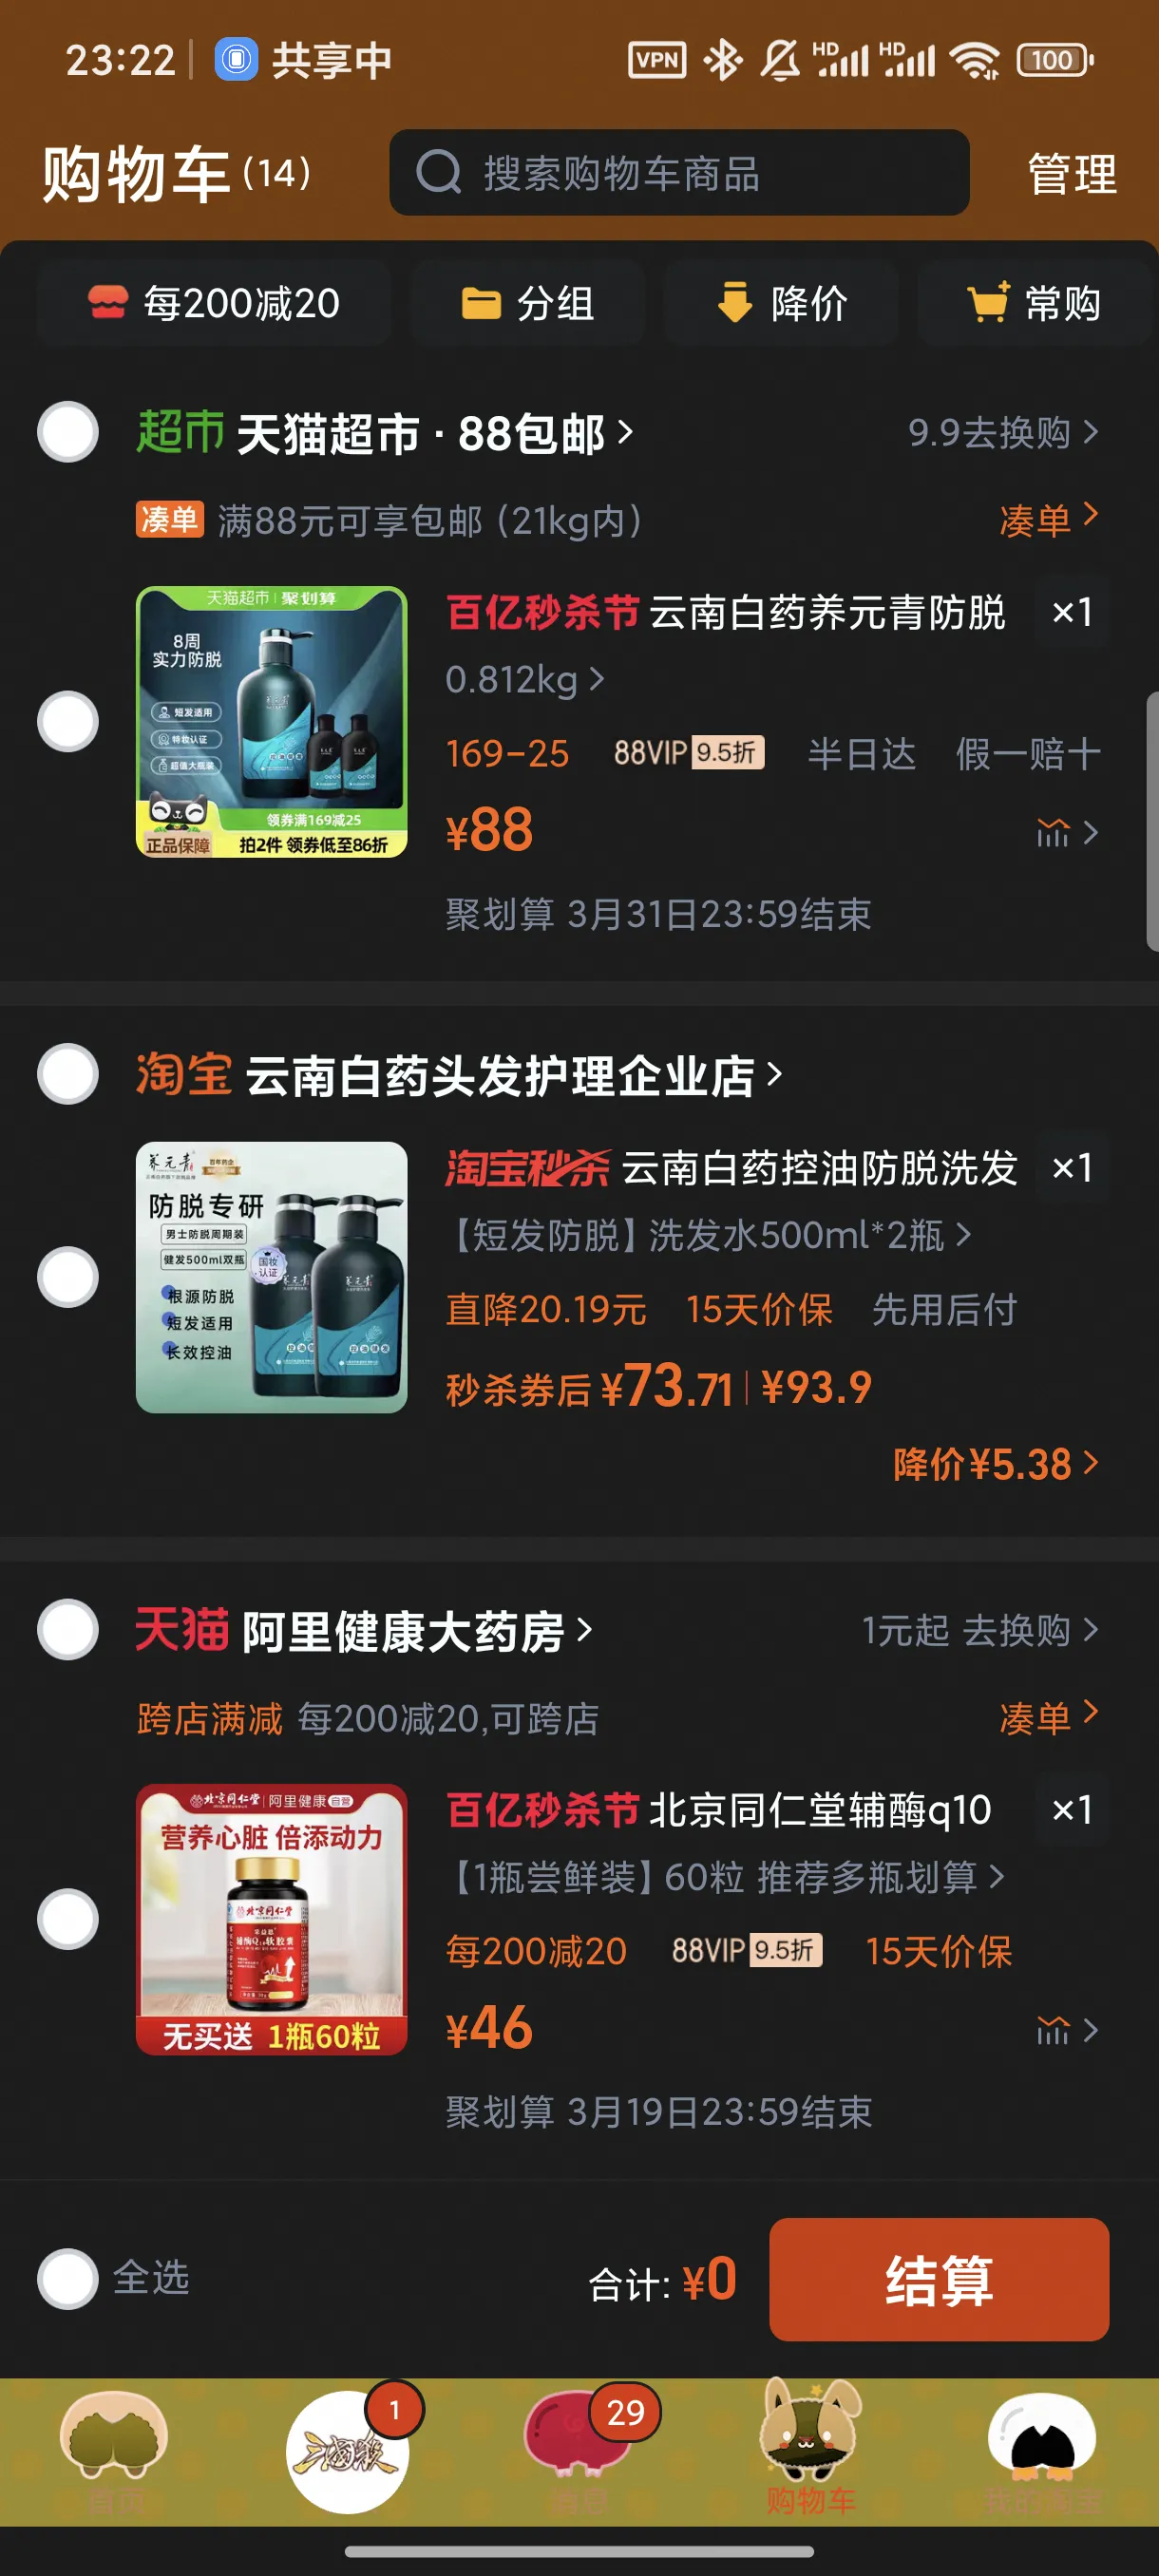 23:22 共享中 VPN HD HD 100
购物车(14) 搜索购物车商品 管理
每200减20 分组 降价 常购
超市 天猫超市·88包邮 9.9去换购
凑单 满88元可享包邮 (21kg内) 凑单
天猫超市 聚划算
8周
实力防脱
短发适用
特妆认证
超值大瓶装
领券满169减25
正品保障 拍2件 领券低至86折
百亿秒杀节 云南白药养元青防脱 ×1
0.812kg
169-25 88VIP 9.5折 半日达 假一赔十
¥88
聚划算 3月31日23:59结束
淘宝 云南白药头发护理企业店
养元青
防脱专研
男士防脱周期装
健发500ml双瓶
国妆
认证
根源防脱
短发适用
长效控油
淘宝秒杀 云南白药控油防脱洗发 ×1
【短发防脱】洗发水500ml*2瓶
直降20.19元 15天价保 先用后付
秒杀券后 ¥73.71 ¥93.9
降价¥5.38
天猫 阿里健康大药房 1元起 去换购
跨店满减 每200减20,可跨店 凑单
北京同仁堂 阿里健康 自营
营养心脏 倍添动力
北京同仁堂
辅酶Q10软胶囊
无买送 1瓶60粒
百亿秒杀节 北京同仁堂辅酶q10 ×1
【1瓶尝鲜装】60粒 推荐多瓶划算
每200减20 88VIP 9.5折 15天价保
¥46
聚划算 3月19日23:59结束
全选 合计: ¥0 结算
1 29
首页 消息 购物车 我的淘宝